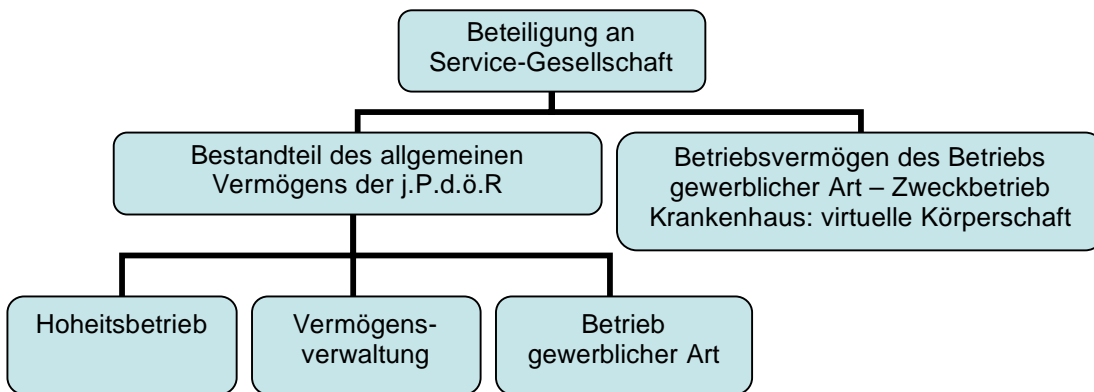 Beteiligung an
Service-Gesellschaft
Bestandteil des allgemeinen
Vermögens der j.P.d.ö.R
Betriebsvermögen des Betriebs
gewerblicher Art – Zweckbetrieb
Krankenhaus: virtuelle Körperschaft
Hoheitsbetrieb
Vermögens-
verwaltung
Betrieb
gewerblicher Art